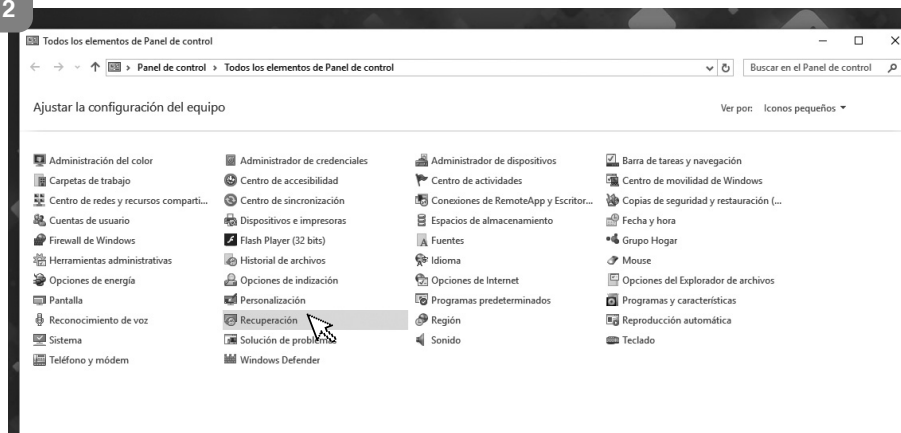 2
Todos los elementos de Panel de control
Panel de control > Todos los elementos de Panel de control
Buscar en el Panel de control
Ajustar la configuración del equipo
Ver por: Iconos pequeños
Administración del color
Administrador de credenciales
Administrador de dispositivos
Barra de tareas y navegación
Carpetas de trabajo
Centro de accesibilidad
Centro de actividades
Centro de movilidad de Windows
Centro de redes y recursos comparti...
Centro de sincronización
Conexiones de RemoteApp y Escritor...
Copias de seguridad y restauración (...
Cuentas de usuario
Dispositivos e impresoras
Espacios de almacenamiento
Fecha y hora
Firewall de Windows
Flash Player (32 bits)
Fuentes
Grupo Hogar
Herramientas administrativas
Historial de archivos
Idioma
Mouse
Opciones de energía
Opciones de indización
Opciones de Internet
Opciones del Explorador de archivos
Pantalla
Personalización
Programas predeterminados
Programas y características
Reconocimiento de voz
Recuperación
Región
Reproducción automática
Sistema
Solución de problemas
Sonido
Teclado
Teléfono y módem
Windows Defender